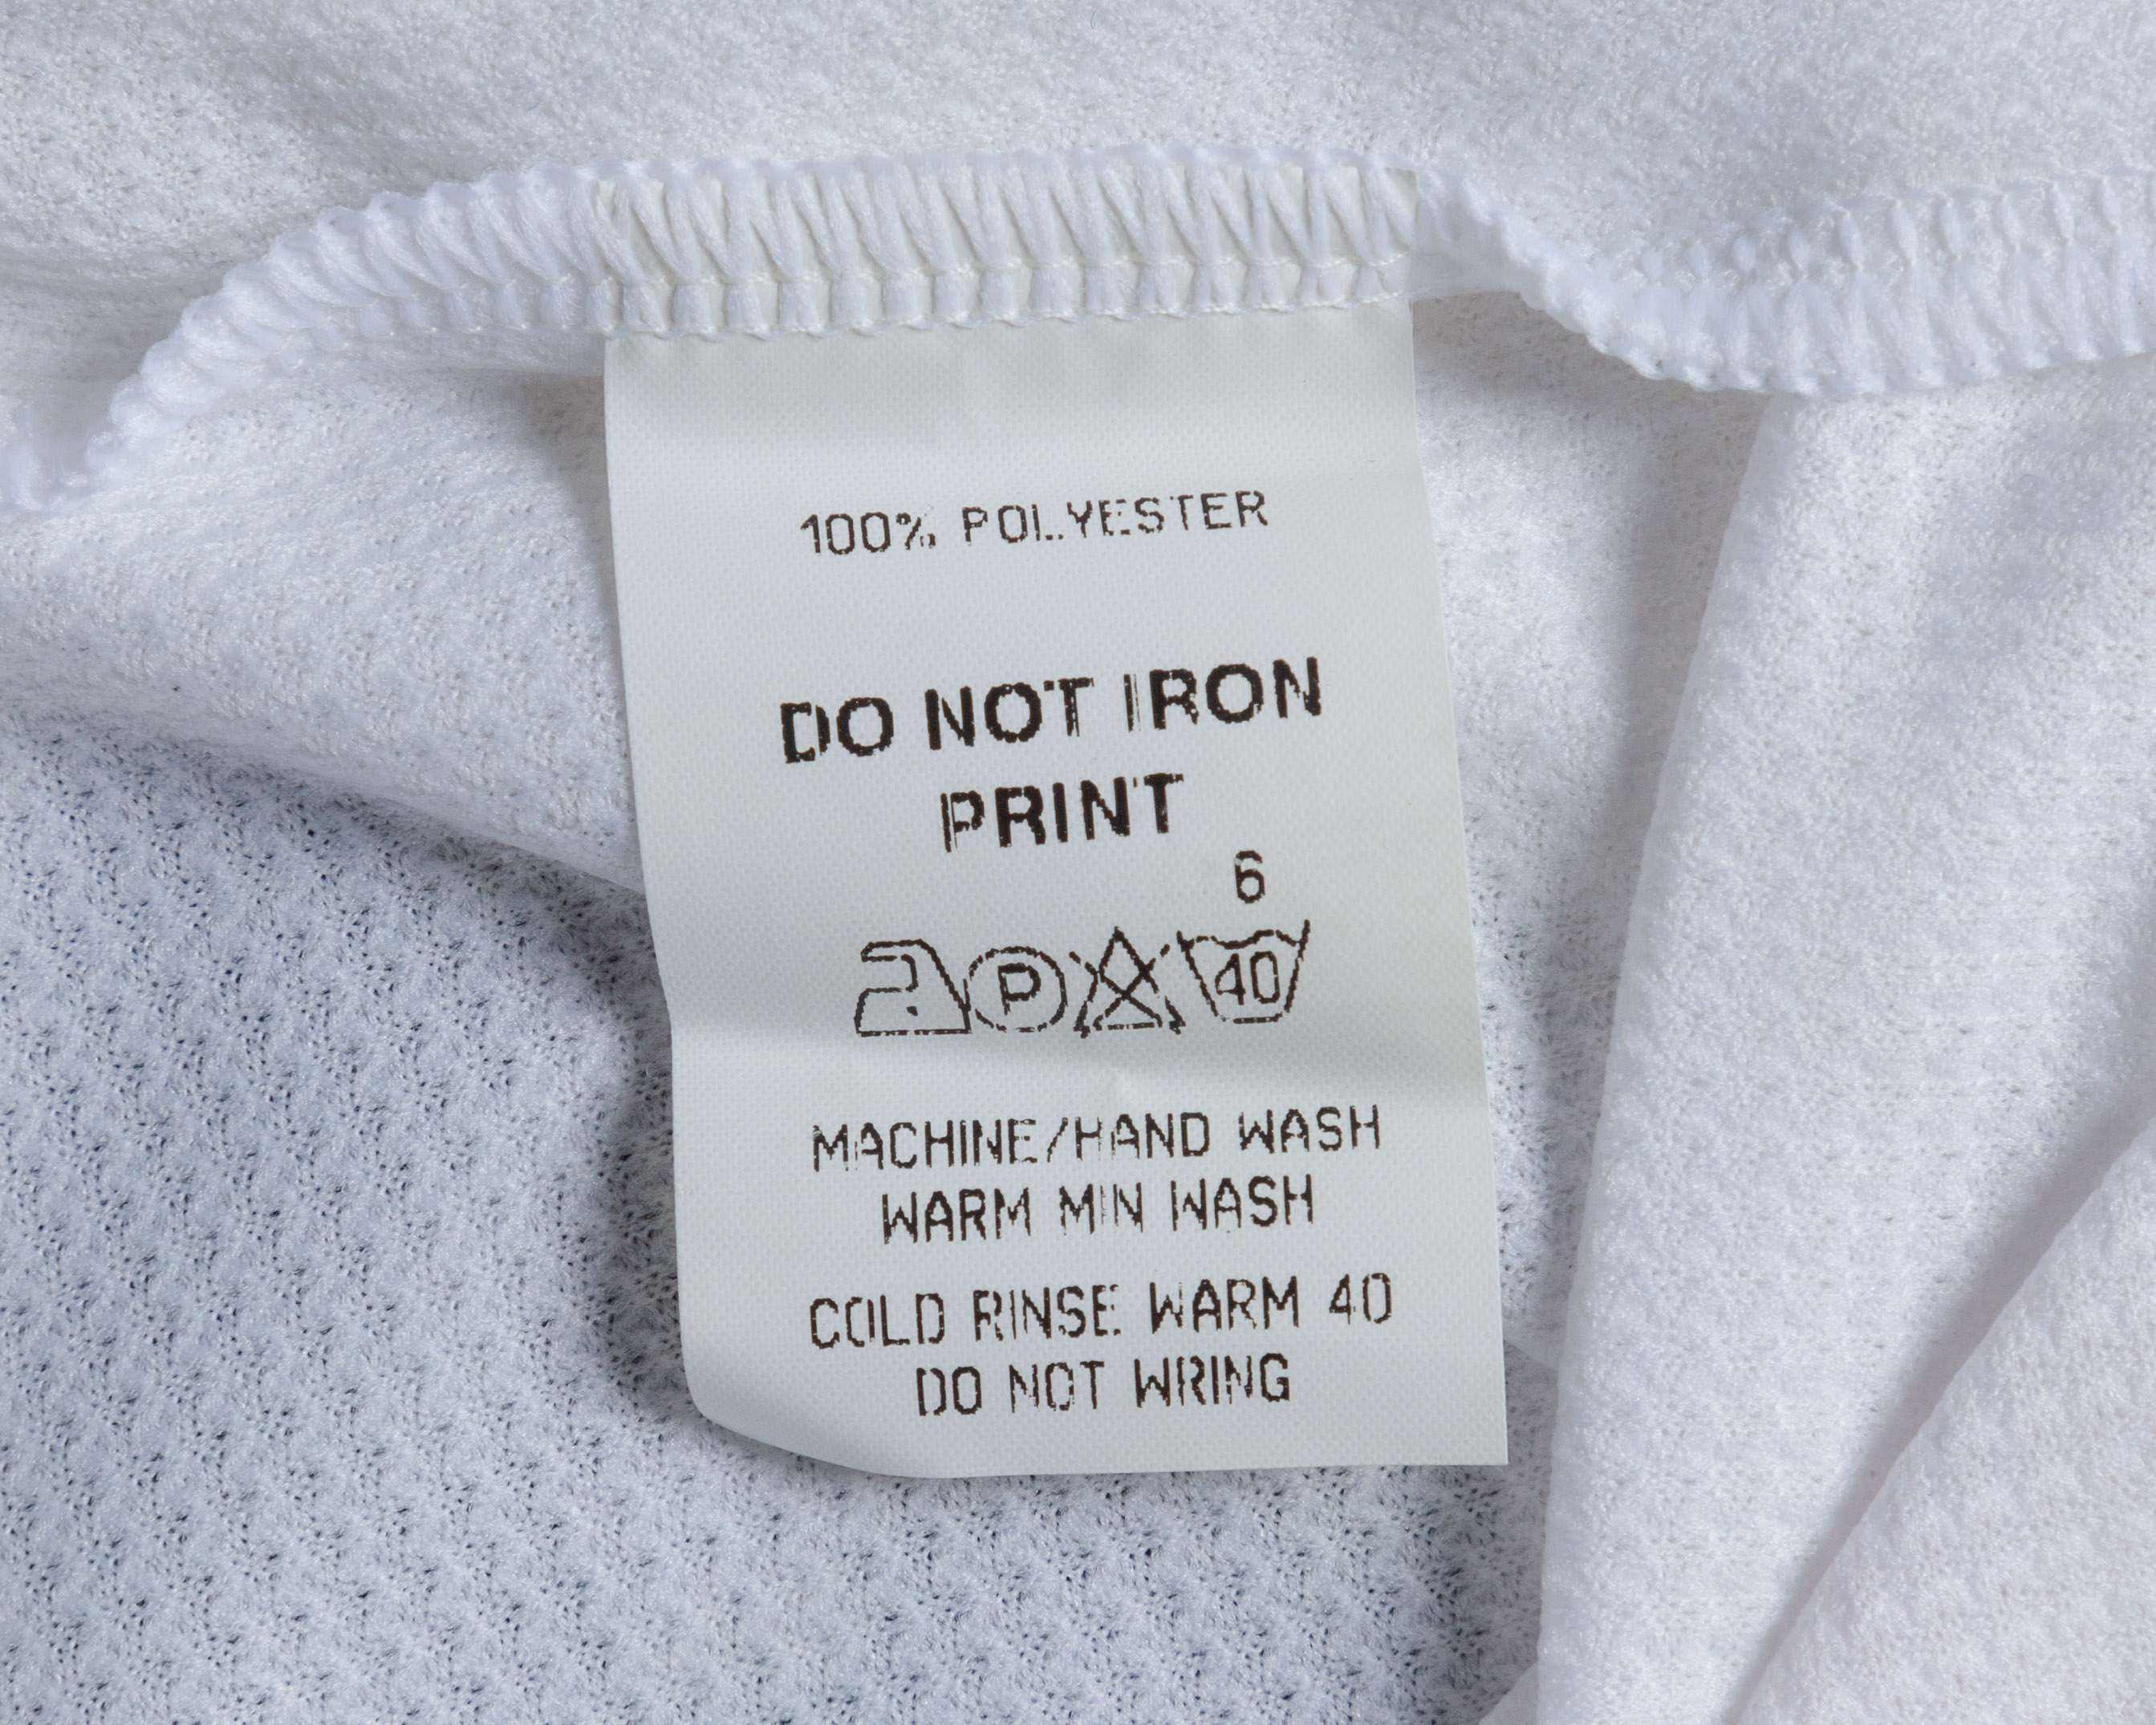 100% POLYESTER
DO NOT IRON
PRINT
6
P 40
MACHINE/HAND WASH
WARM MIN WASH
COLD RINSE WARM 40
DO NOT WRING